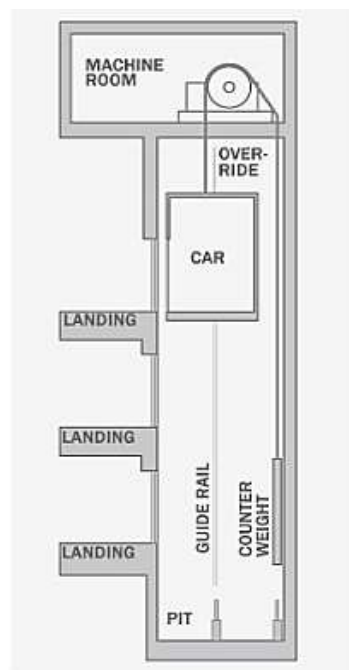 MACHINE
ROOM
OVER-
RIDE
CAR
LANDING
LANDING
GUIDE RAIL
COUNTER
WEIGHT
LANDING
PIT